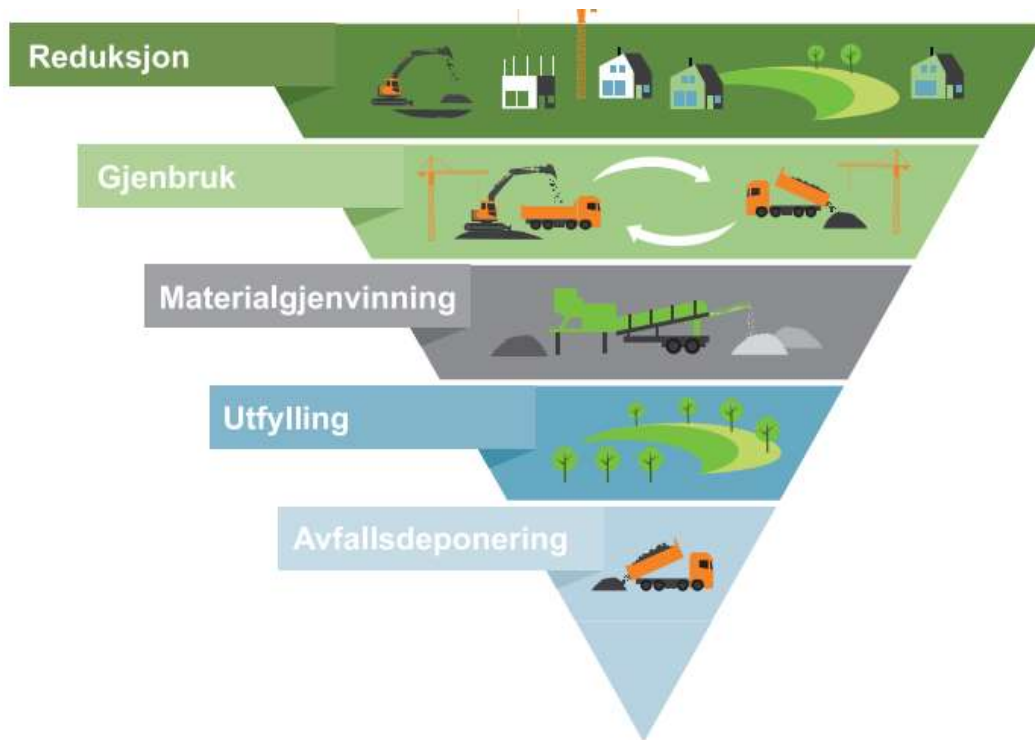 Reduksjon
Gjenbruk
Materialgjenvinning
Utfylling
Avfallsdeponering